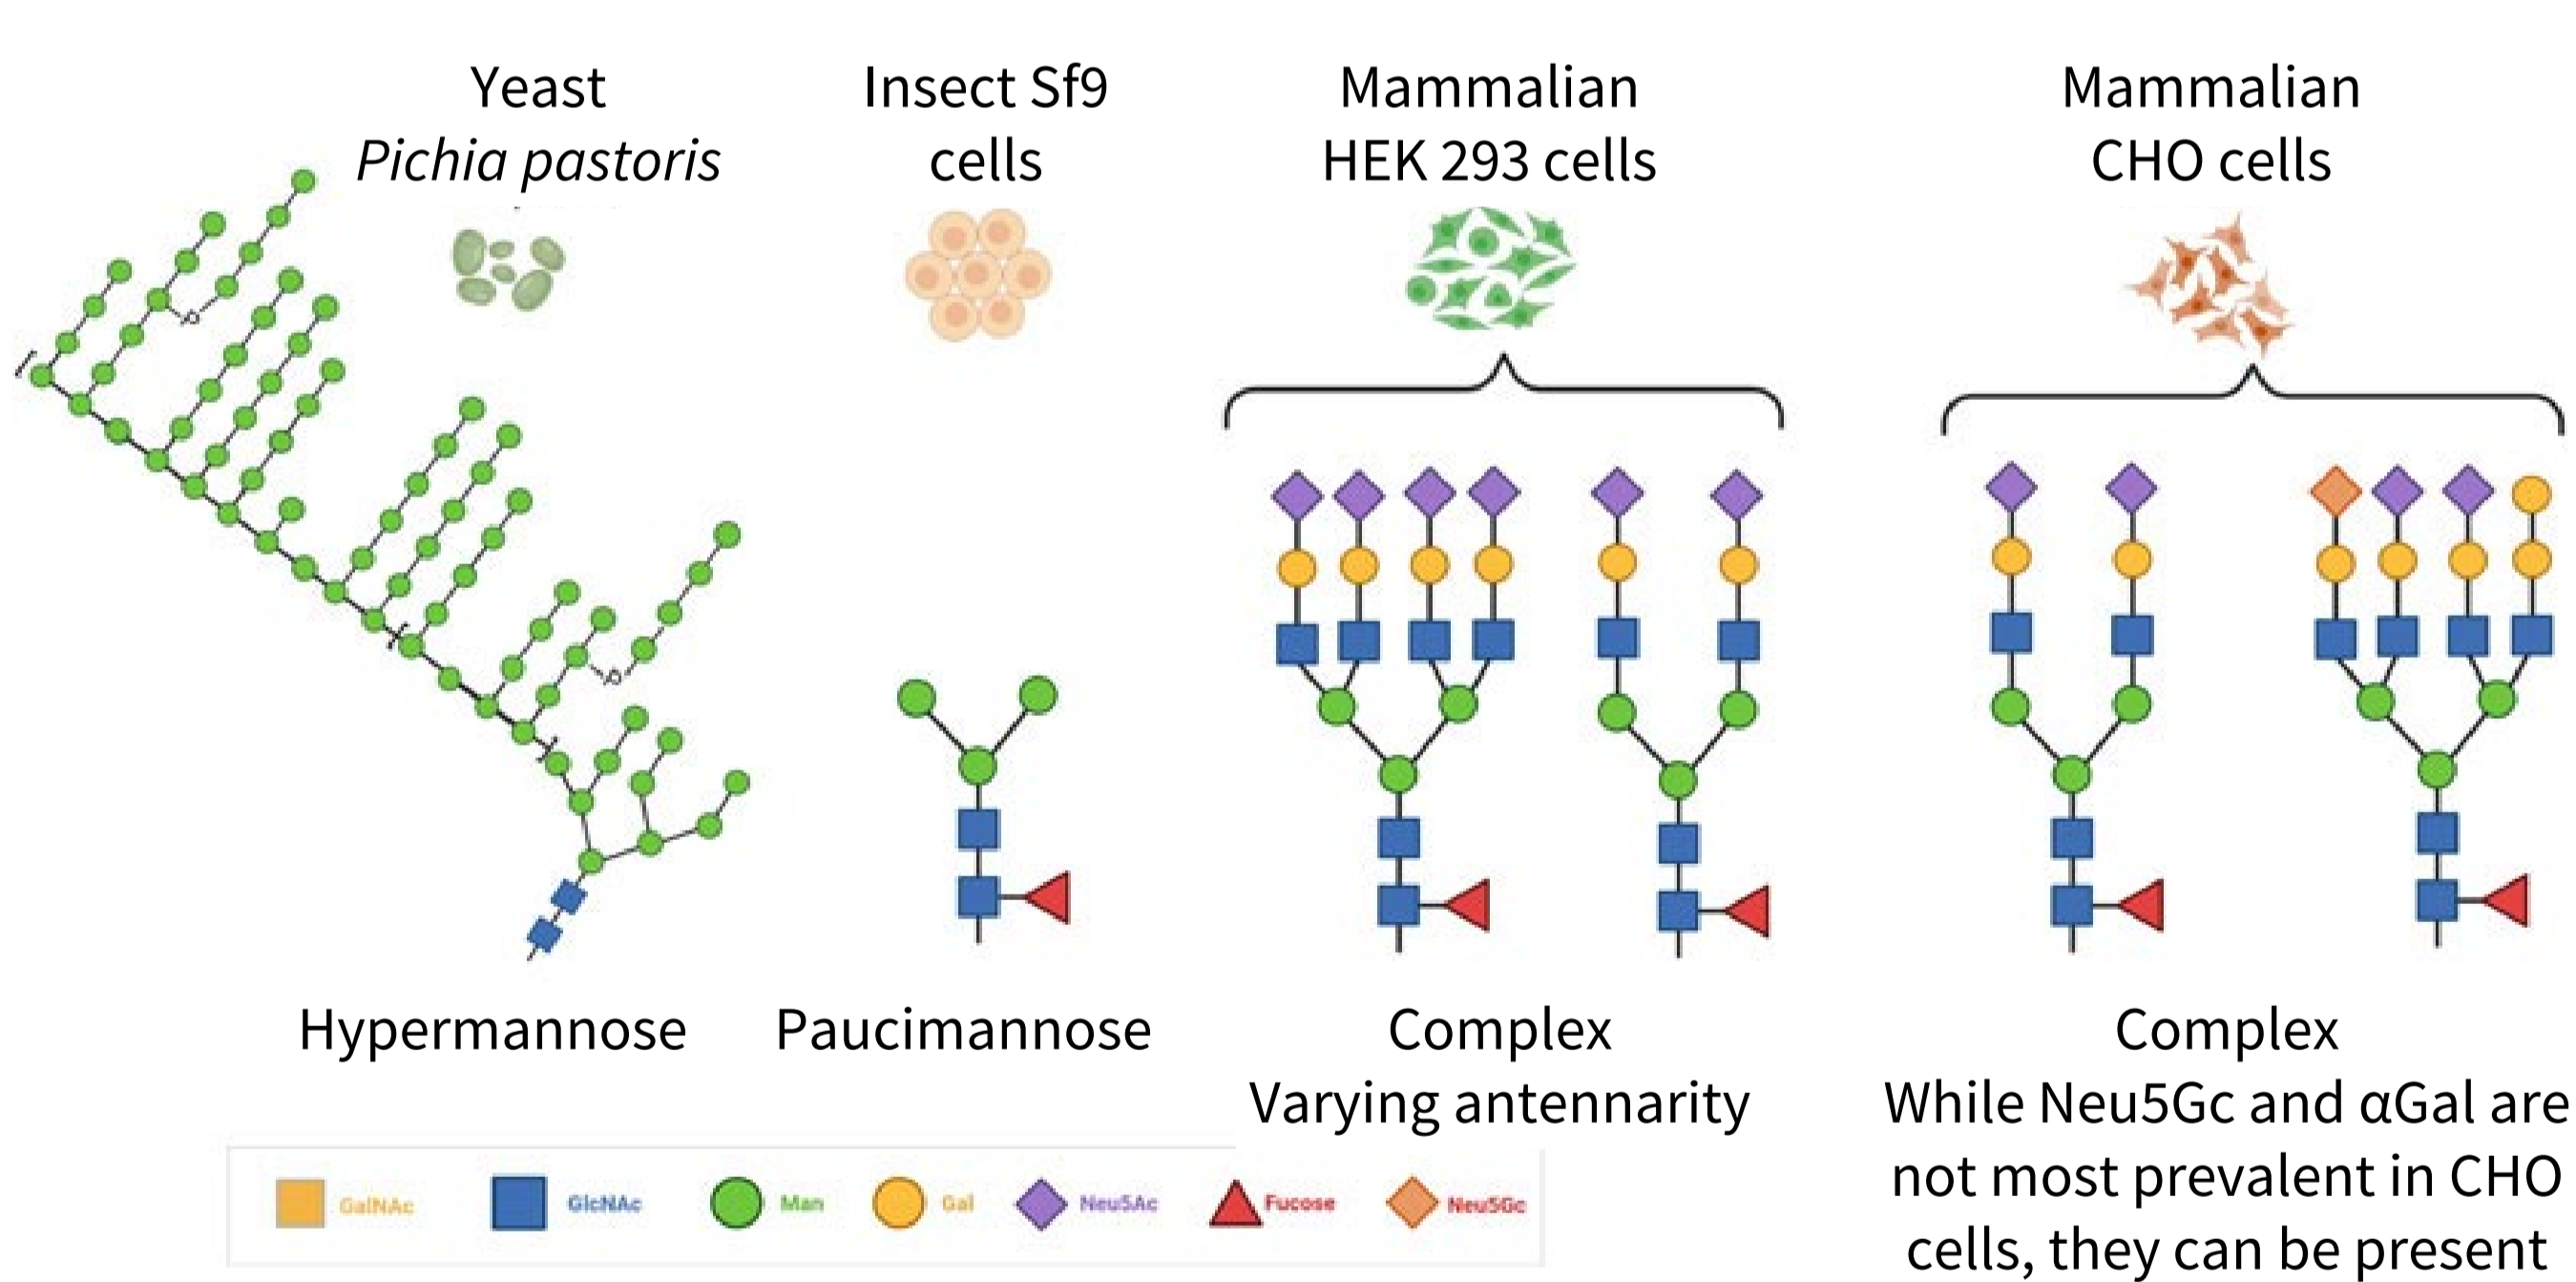 Yeast
Pichia pastoris
Insect Sf9
cells
Mammalian
HEK 293 cells
Mammalian
CHO cells
Hypermannose
Paucimannose
Complex
Varying antennarity
Complex
While Neu5Gc and αGal are
not most prevalent in CHO
cells, they can be present
GalNAc
GlcNAc
Man
Gal
Neu5Ac
Fucose
Neu5Gc